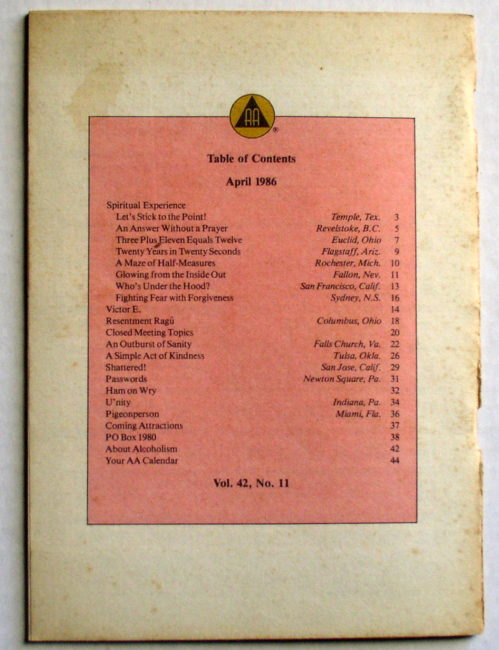 AA
®
Table of Contents
April 1986
Spiritual Experience
Let's Stick to the Point! Temple, Tex. 3
An Answer Without a Prayer Revelstoke, B.C. 5
Three Plus Eleven Equals Twelve Euclid, Ohio 7
Twenty Years in Twenty Seconds Flagstaff, Ariz. 9
A Maze of Half-Measures Rochester, Mich. 10
Glowing from the Inside Out Fallon, Nev. 11
Who's Under the Hood? San Francisco, Calif. 13
Fighting Fear with Forgiveness Sydney, N.S. 16
Victor E. 14
Resentment Ragû Columbus, Ohio 18
Closed Meeting Topics 20
An Outburst of Sanity Falls Church, Va. 22
A Simple Act of Kindness Tulsa, Okla. 26
Shattered! San Jose, Calif. 29
Passwords Newton Square, Pa. 31
Ham on Wry 32
U'nity Indiana, Pa. 34
Pigeonperson Miami, Fla. 36
Coming Attractions 37
PO Box 1980 38
About Alcoholism 42
Your AA Calendar 44
Vol. 42, No. 11